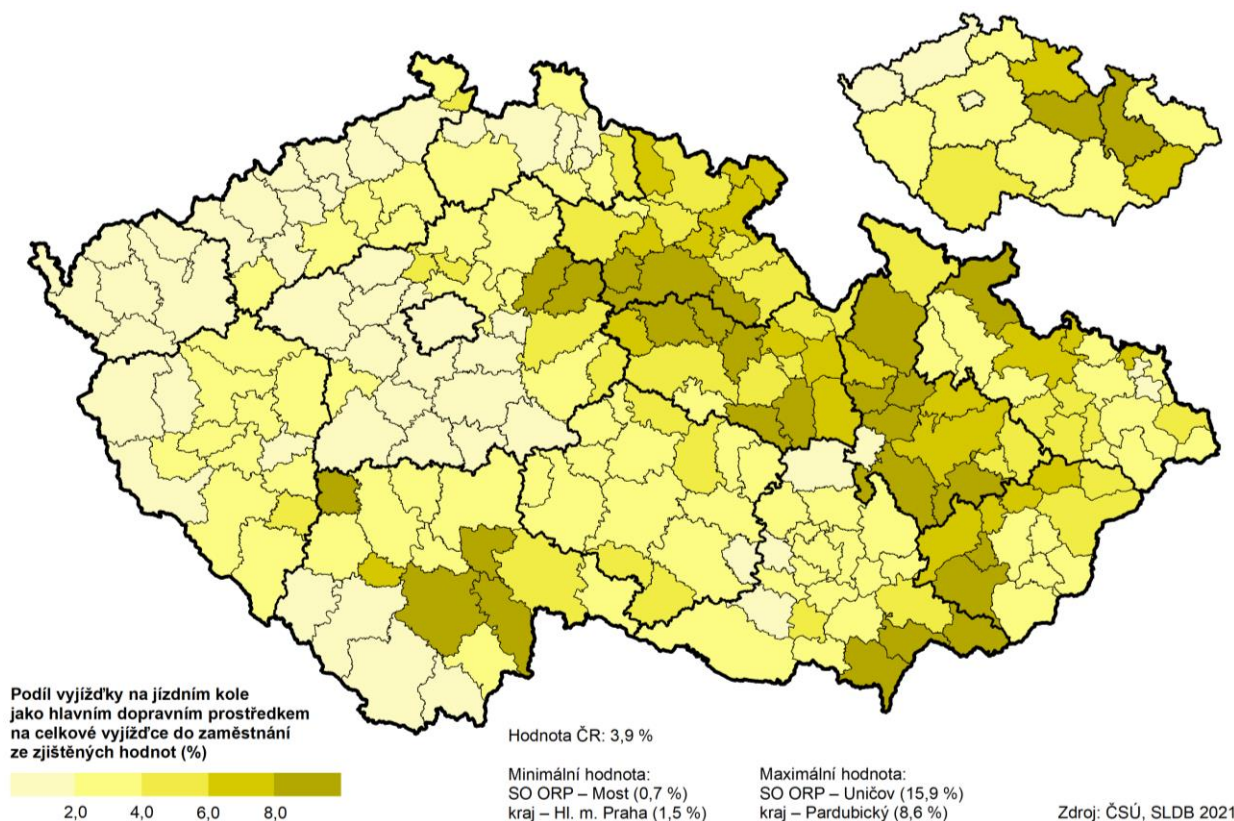 Podíl vyjížďky na jízdním kole
jako hlavním dopravním prostředkem
na celkové vyjížďce do zaměstnání
ze zjištěných hodnot (%)
2,0 4,0 6,0 8,0
Hodnota ČR: 3,9 %
Minimální hodnota:
SO ORP – Most (0,7 %)
kraj – Hl. m. Praha (1,5 %)
Maximální hodnota:
SO ORP – Uničov (15,9 %)
kraj – Pardubický (8,6 %)
Zdroj: ČSÚ, SLDB 2021